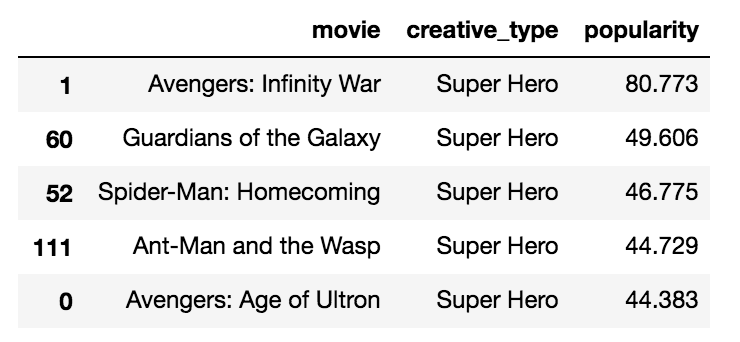 movie creative_type popularity
1 Avengers: Infinity War Super Hero 80.773
60 Guardians of the Galaxy Super Hero 49.606
52 Spider-Man: Homecoming Super Hero 46.775
111 Ant-Man and the Wasp Super Hero 44.729
0 Avengers: Age of Ultron Super Hero 44.383